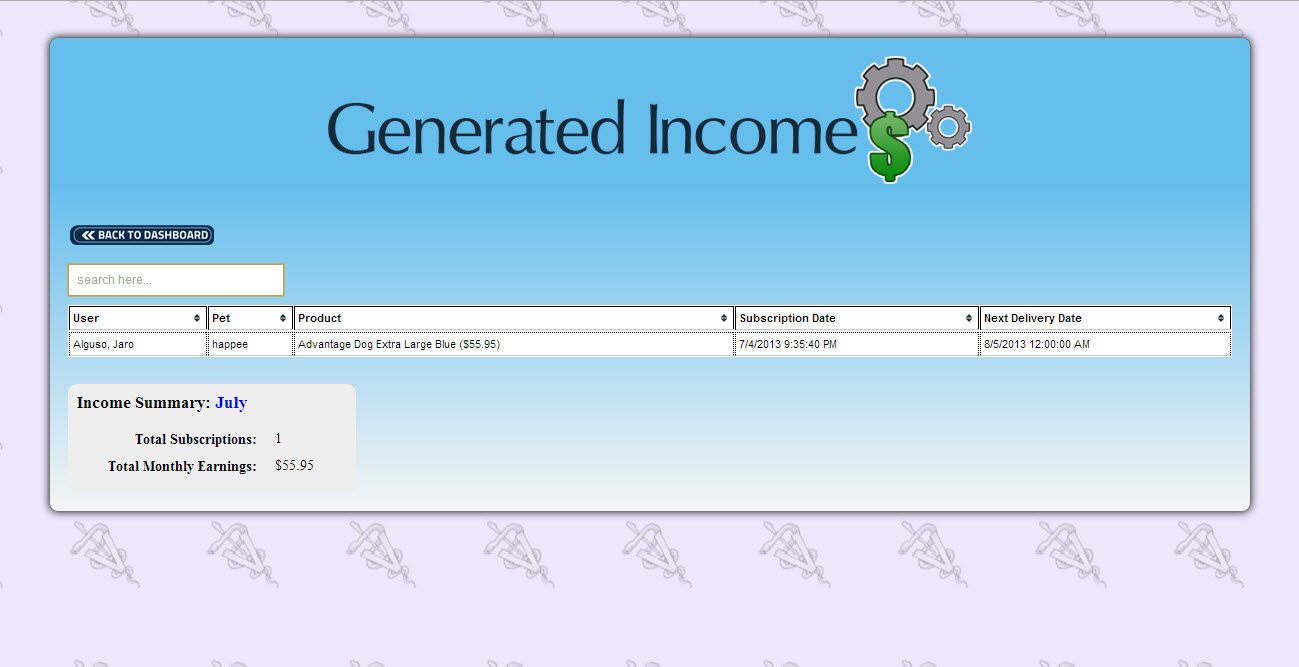 Generated Income
$
BACK TO DASHBOARD
search here...
User Pet Product Subscription Date Next Delivery Date
Alguso, Jaro happee Advantage Dog Extra Large Blue ($55.95) 7/4/2013 9:35:40 PM 8/5/2013 12:00:00 AM
Income Summary: July
Total Subscriptions: 1
Total Monthly Earnings: $55.95